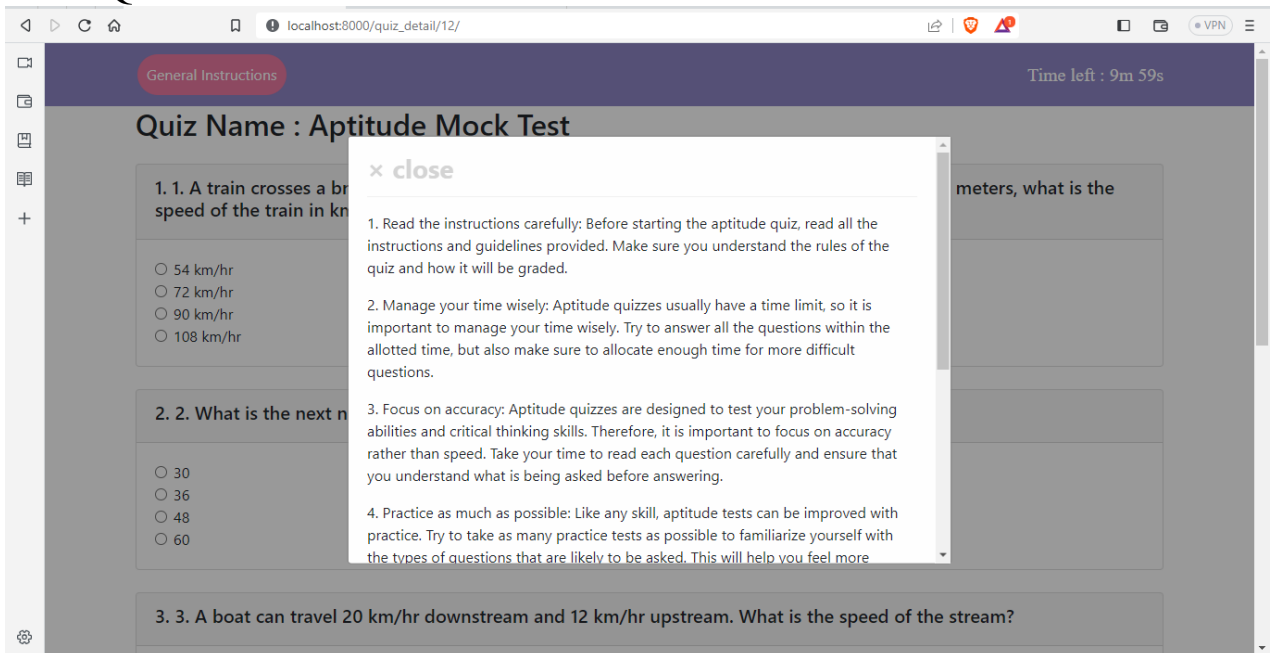 localhost:8000/quiz_detail/12/
VPN
General Instructions
Time left : 9m 59s
Quiz Name : Aptitude Mock Test
× close
1. 1. A train crosses a br
meters, what is the
speed of the train in kn
1. Read the instructions carefully: Before starting the aptitude quiz, read all the
instructions and guidelines provided. Make sure you understand the rules of the
quiz and how it will be graded.
54 km/hr
72 km/hr
90 km/hr
108 km/hr
2. Manage your time wisely: Aptitude quizzes usually have a time limit, so it is
important to manage your time wisely. Try to answer all the questions within the
allotted time, but also make sure to allocate enough time for more difficult
questions.
2. 2. What is the next n
3. Focus on accuracy: Aptitude quizzes are designed to test your problem-solving
abilities and critical thinking skills. Therefore, it is important to focus on accuracy
rather than speed. Take your time to read each question carefully and ensure that
you understand what is being asked before answering.
30
36
48
60
4. Practice as much as possible: Like any skill, aptitude tests can be improved with
practice. Try to take as many practice tests as possible to familiarize yourself with
the types of questions that are likely to be asked. This will help you feel more
3. 3. A boat can travel 20 km/hr downstream and 12 km/hr upstream. What is the speed of the stream?